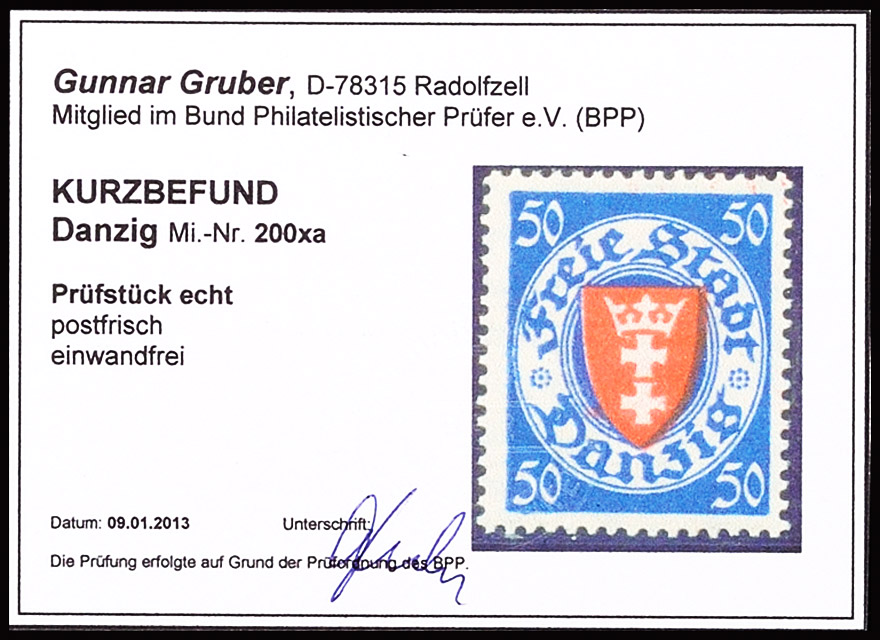 Gunnar Gruber, D-78315 Radolfzell
Mitglied im Bund Philatelistischer Prüfer e.V. (BPP)
KURZBEFUND
Danzig Mi.-Nr. 200xa
Prüfstück echt
postfrisch
einwandfrei
50 50
Freie Stadt
Danzig
50 50
Datum: 09.01.2013 Unterschrift:
Die Prüfung erfolgte auf Grund der Prüfordnung des BPP.